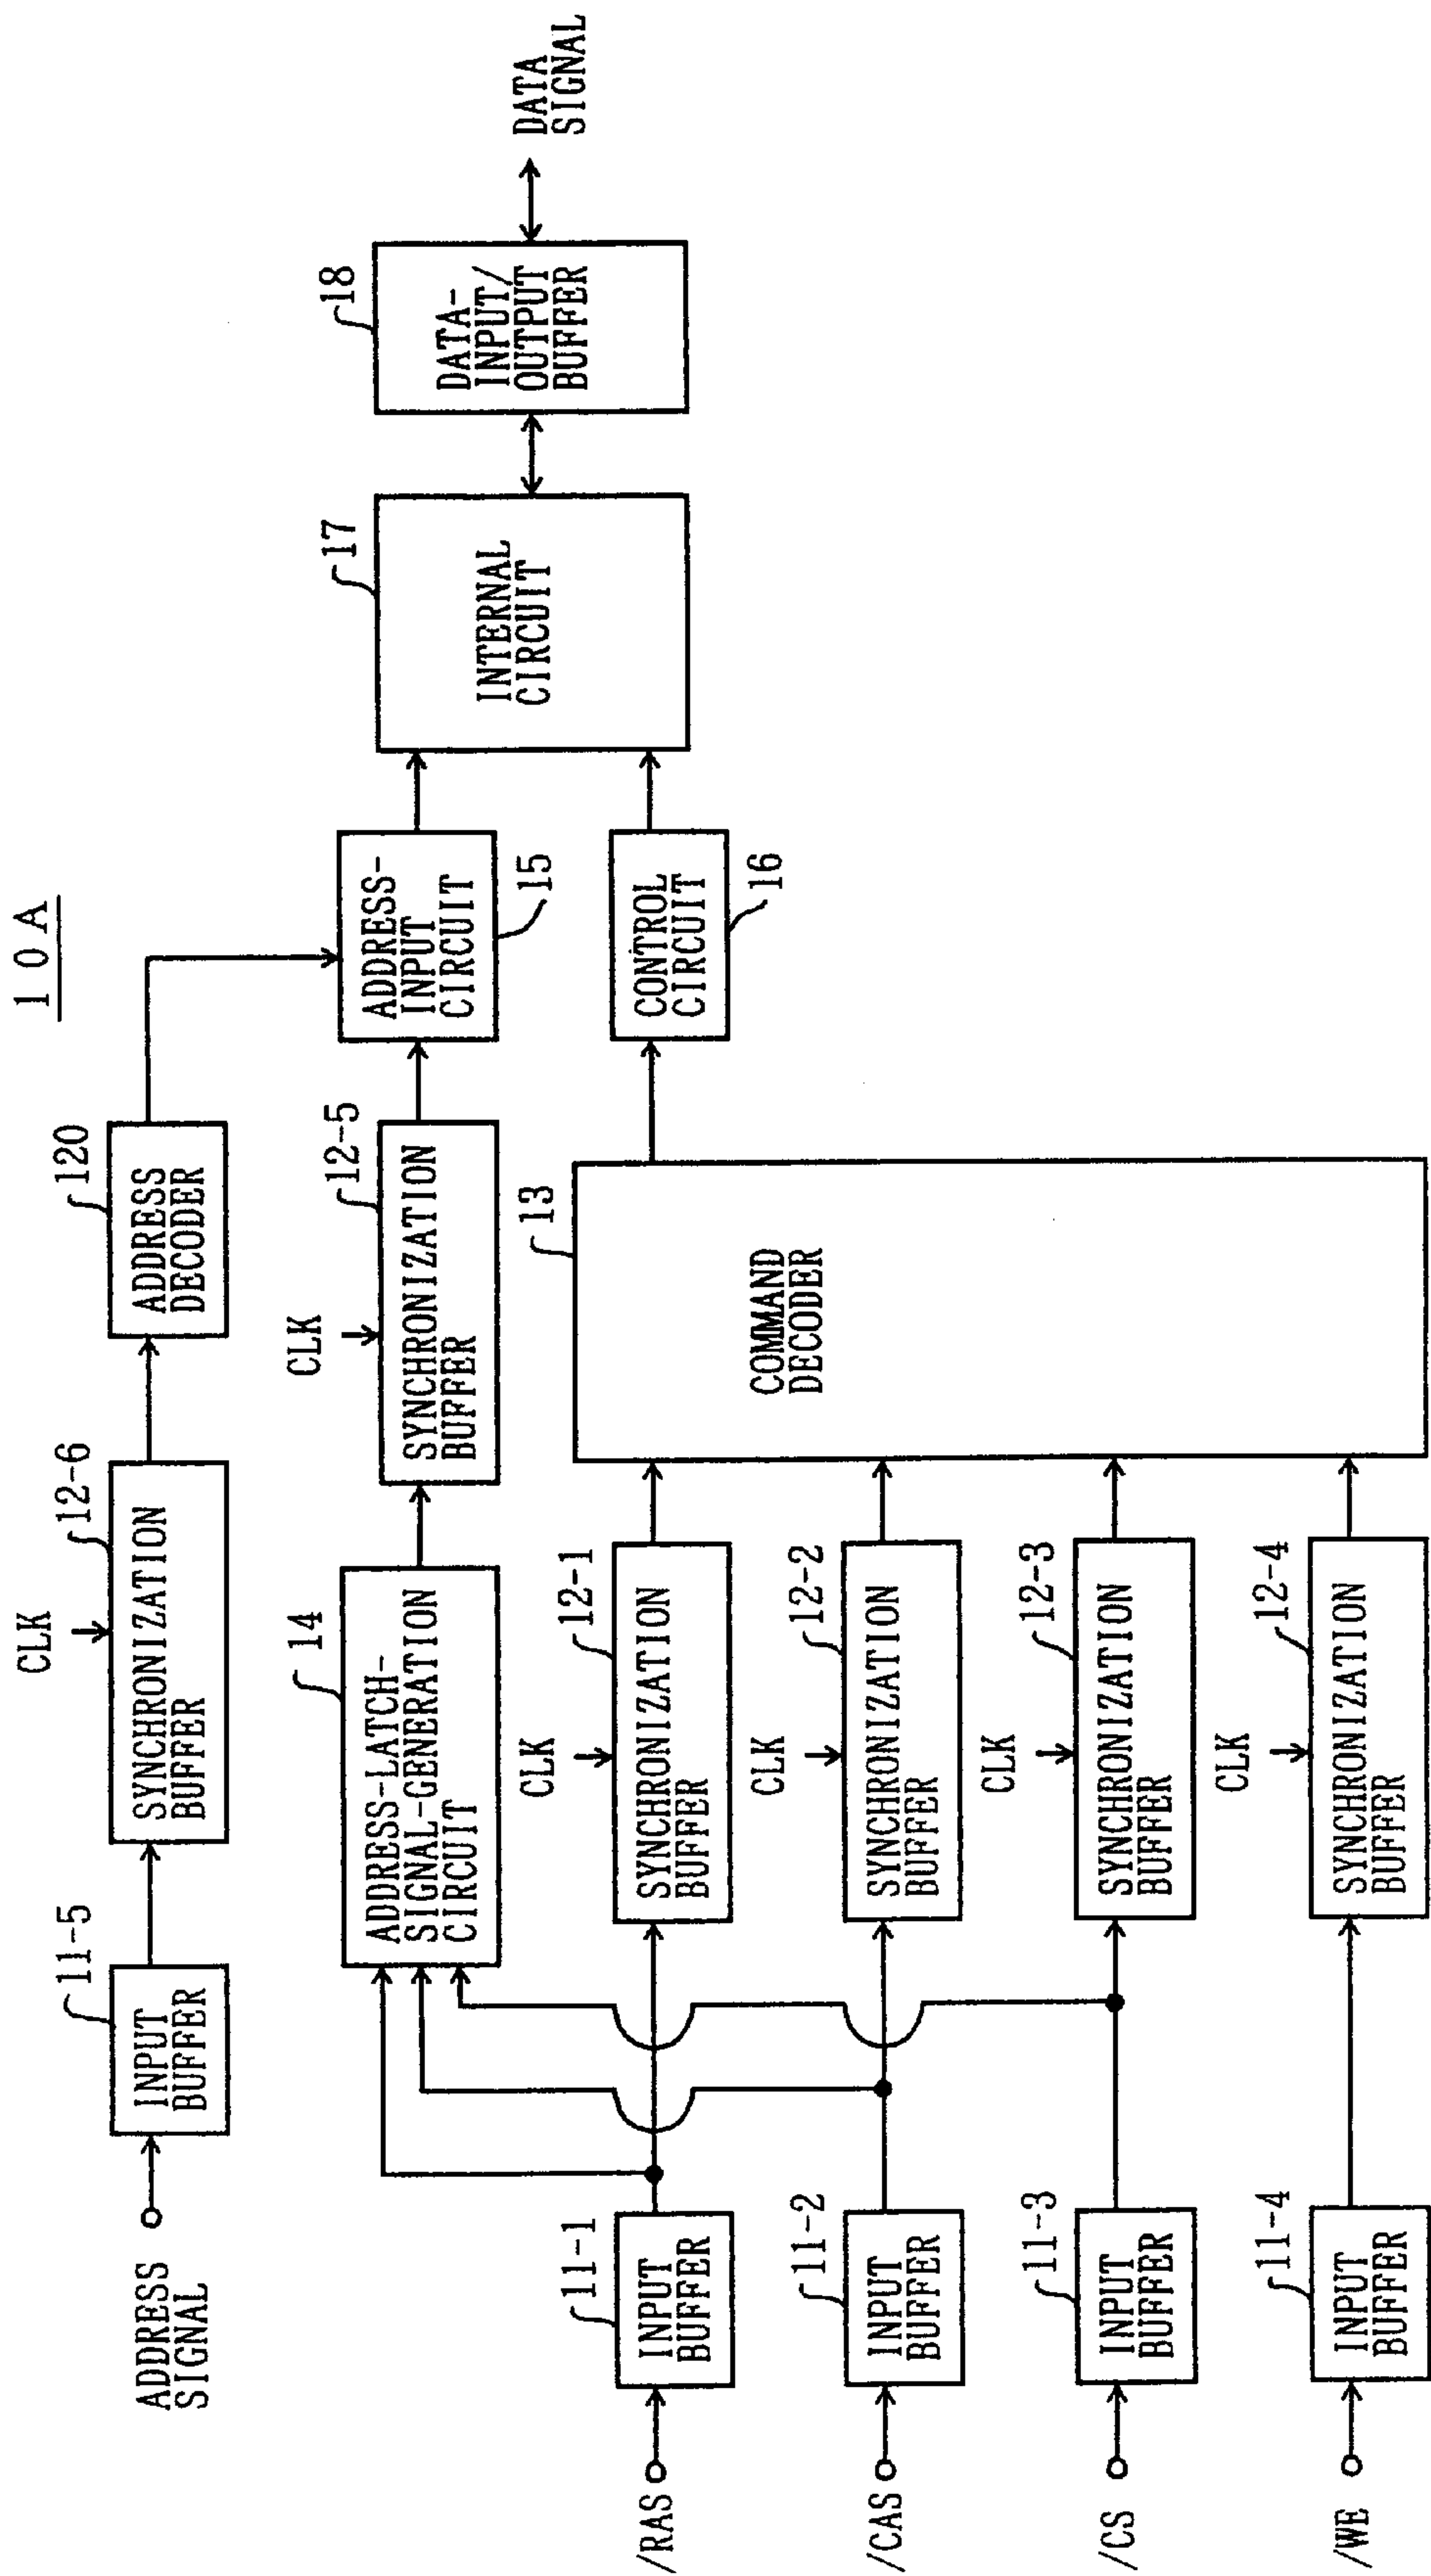 10A
ADDRESS
SIGNAL
11-5
INPUT
BUFFER
CLK
12-6
SYNCHRONIZATION
BUFFER
120
ADDRESS
DECODER
14
ADDRESS-LATCH-
SIGNAL-GENERATION
CIRCUIT
CLK
12-5
SYNCHRONIZATION
BUFFER
ADDRESS-
INPUT
CIRCUIT
15
17
INTERNAL
CIRCUIT
18
DATA-
INPUT/
OUTPUT
BUFFER
DATA
SIGNAL
/RAS
11-1
INPUT
BUFFER
CLK
12-1
SYNCHRONIZATION
BUFFER
13
COMMAND
DECODER
CONTROL
CIRCUIT
16
/CAS
11-2
INPUT
BUFFER
CLK
12-2
SYNCHRONIZATION
BUFFER
/CS
11-3
INPUT
BUFFER
CLK
12-3
SYNCHRONIZATION
BUFFER
/WE
11-4
INPUT
BUFFER
CLK
12-4
SYNCHRONIZATION
BUFFER